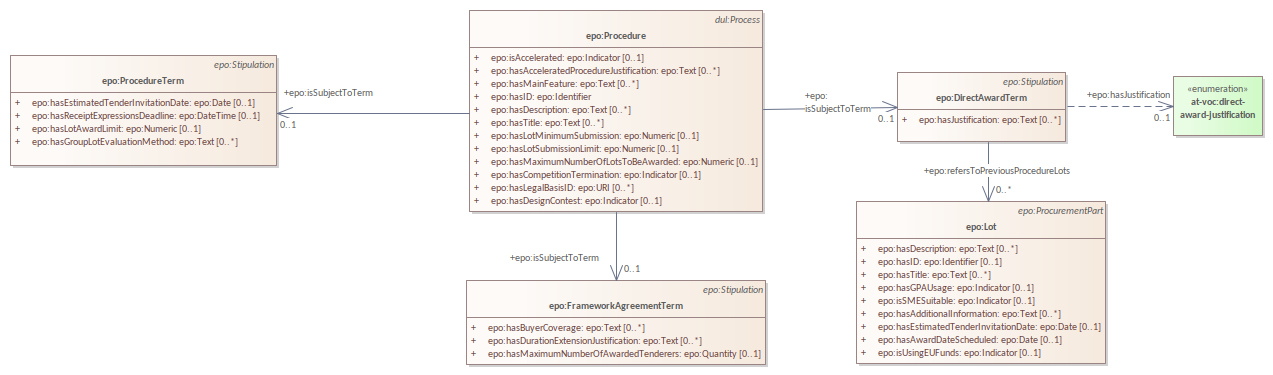 dul:Process
epo:Procedure
+ epo:isAccelerated: epo:Indicator [0..1]
+ epo:hasAcceleratedProcedureJustification: epo:Text [0..*]
+ epo:hasMainFeature: epo:Text [0..*]
+ epo:hasID: epo:Identifier
+ epo:hasDescription: epo:Text [0..*]
+ epo:hasTitle: epo:Text [0..*]
+ epo:hasLotMinimumSubmission: epo:Numeric [0..1]
+ epo:hasLotSubmissionLimit: epo:Numeric [0..1]
+ epo:hasMaximumNumberOfLotsToBeAwarded: epo:Numeric [0..1]
+ epo:hasCompetitionTermination: epo:Indicator [0..1]
+ epo:hasLegalBasisID: epo:URI [0..*]
+ epo:hasDesignContest: epo:Indicator [0..1]
epo:Stipulation
epo:ProcedureTerm
+ epo:hasEstimatedTenderInvitationDate: epo:Date [0..1]
+ epo:hasReceiptExpressionsDeadline: epo:DateTime [0..1]
+ epo:hasLotAwardLimit: epo:Numeric [0..1]
+ epo:hasGroupLotEvaluationMethod: epo:Text [0..*]
+epo:isSubjectToTerm
0..1
+epo:
isSubjectToTerm
0..1
epo:Stipulation
epo:DirectAwardTerm
+ epo:hasJustification: epo:Text [0..*]
+epo:hasJustification
0..1
«enumeration»
at-voc:direct-
award-justification
+epo:refersToPreviousProcedureLots
0..*
epo:ProcurementPart
epo:Lot
+ epo:hasDescription: epo:Text [0..*]
+ epo:hasID: epo:Identifier [0..1]
+ epo:hasTitle: epo:Text [0..*]
+ epo:hasGPAUsage: epo:Indicator [0..1]
+ epo:isSMESuitable: epo:Indicator [0..1]
+ epo:hasAdditionalInformation: epo:Text [0..*]
+ epo:hasEstimatedTenderInvitationDate: epo:Date [0..1]
+ epo:hasAwardDateScheduled: epo:Date [0..1]
+ epo:isUsingEUFunds: epo:Indicator [0..1]
+epo:isSubjectToTerm
0..1
epo:Stipulation
epo:FrameworkAgreementTerm
+ epo:hasBuyerCoverage: epo:Text [0..*]
+ epo:hasDurationExtensionJustification: epo:Text [0..*]
+ epo:hasMaximumNumberOfAwardedTenderers: epo:Quantity [0..1]